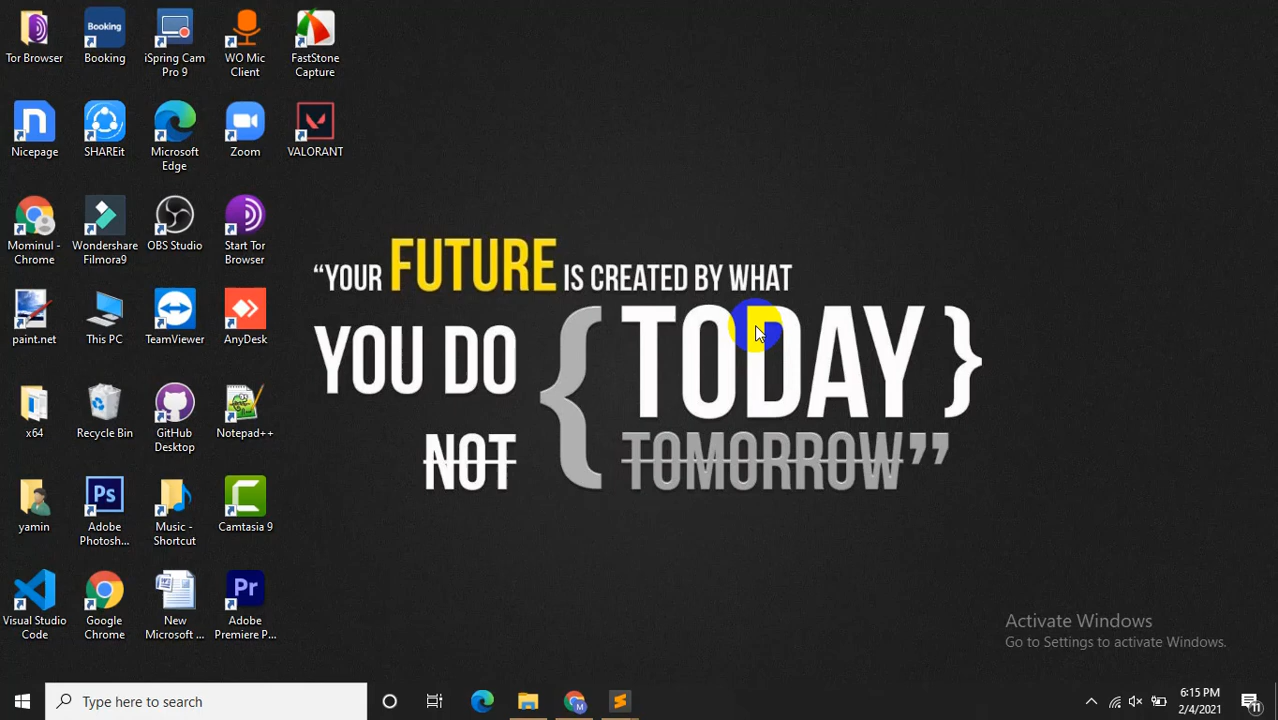 Tor Browser
Booking
Booking
iSpring Cam
Pro 9
WO Mic
Client
FastStone
Capture
Nicepage
SHAREit
Microsoft
Edge
Zoom
VALORANT
Mominul -
Chrome
Wondershare
Filmora9
OBS Studio
Start Tor
Browser
paint.net
This PC
TeamViewer
AnyDesk
x64
Recycle Bin
GitHub
Desktop
Notepad++
yamin
Ps
Adobe
Photosh...
Music -
Shortcut
Camtasia 9
Visual Studio
Code
Google
Chrome
New
Microsoft ...
Pr
Adobe
Premiere P...
“YOUR FUTURE IS CREATED BY WHAT
YOU DO { TODAY }
NOT TOMORROW”
Activate Windows
Go to Settings to activate Windows.
Type here to search
M
6:15 PM
2/4/2021
11